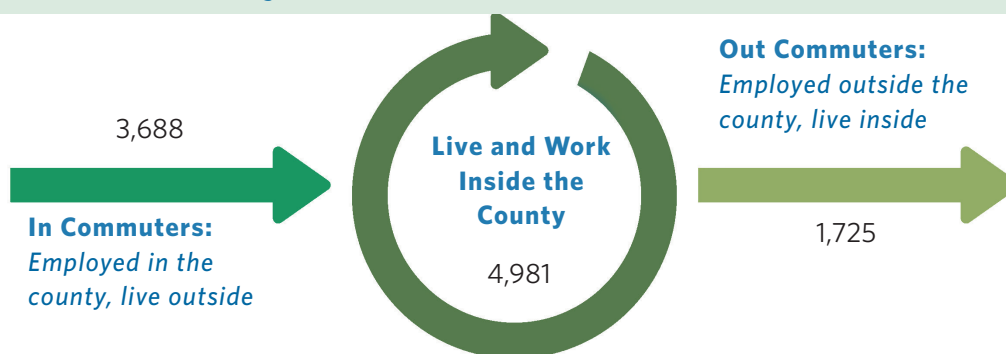 3,688
In Commuters:
Employed in the
county, live outside
Live and Work
Inside the
County
4,981
Out Commuters:
Employed outside the
county, live inside
1,725